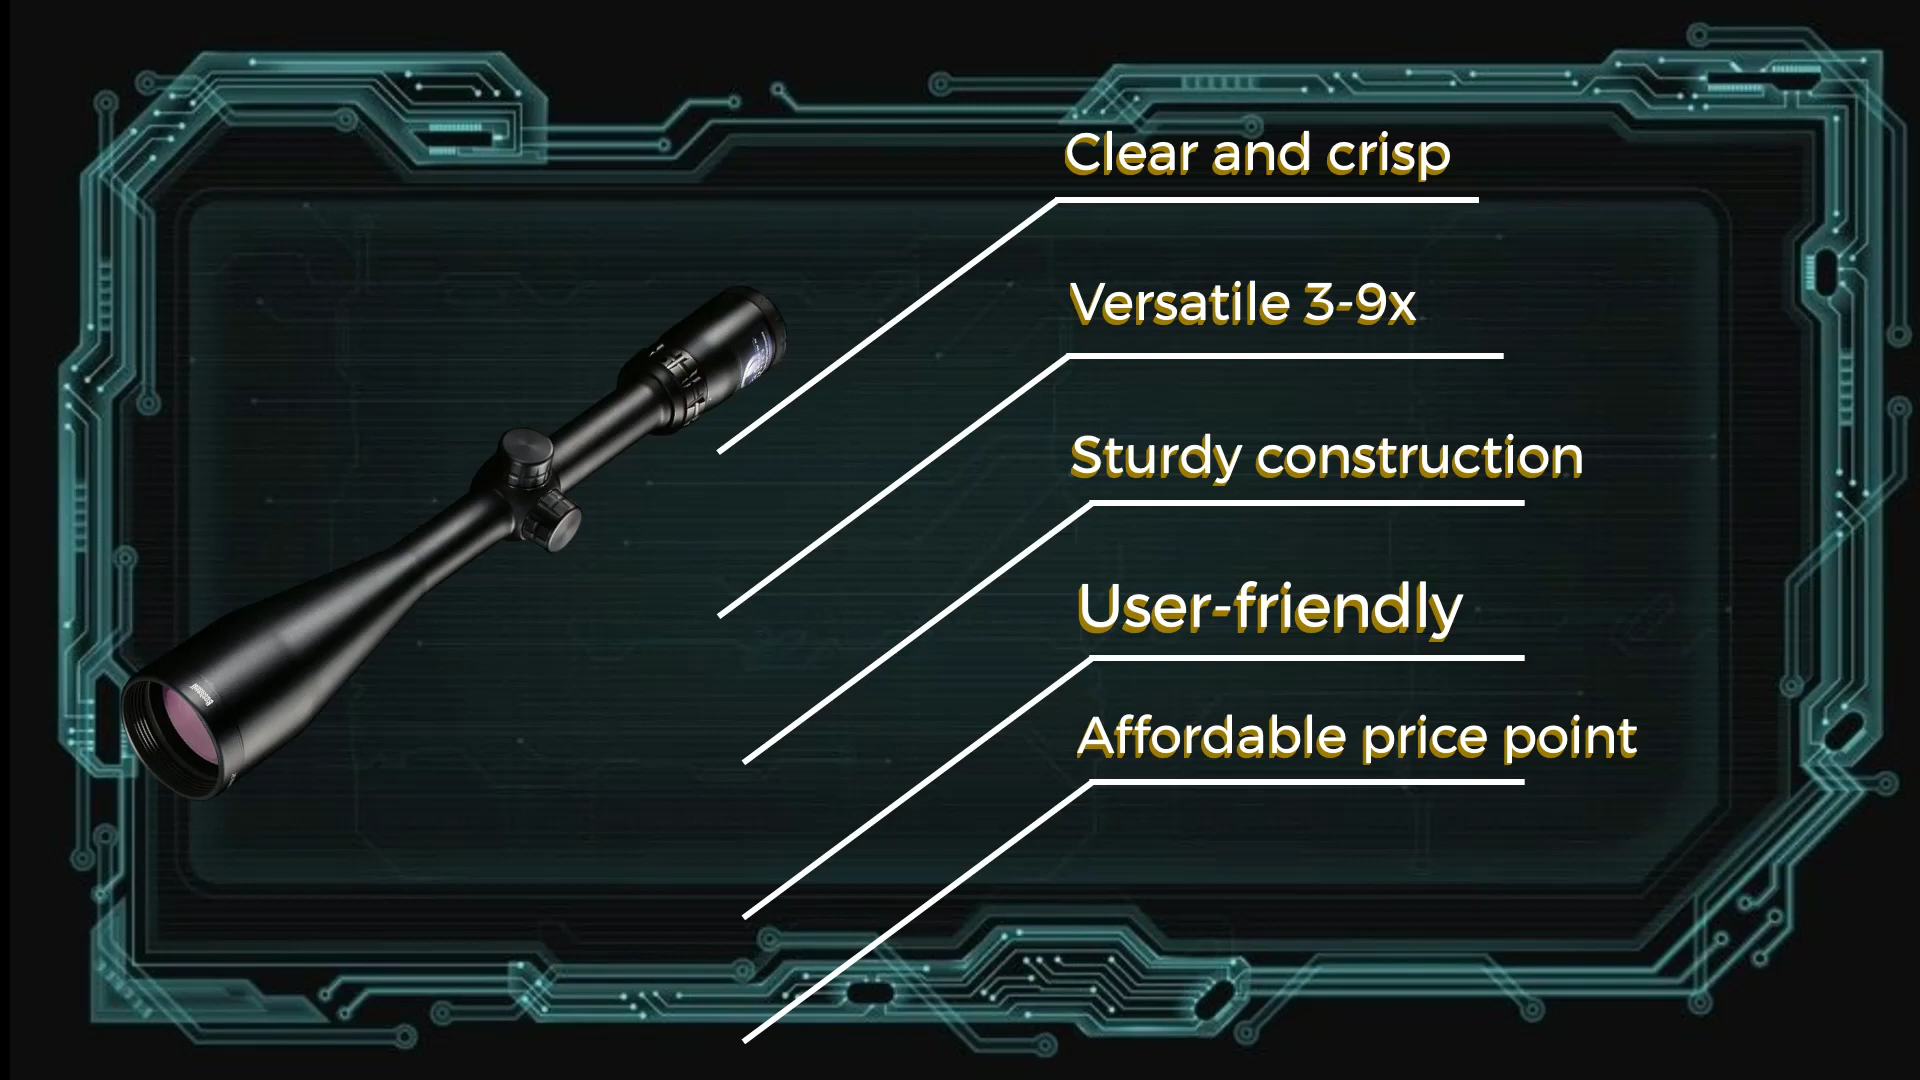 Clear and crisp
Versatile 3-9x
Sturdy construction
User-friendly
Affordable price point